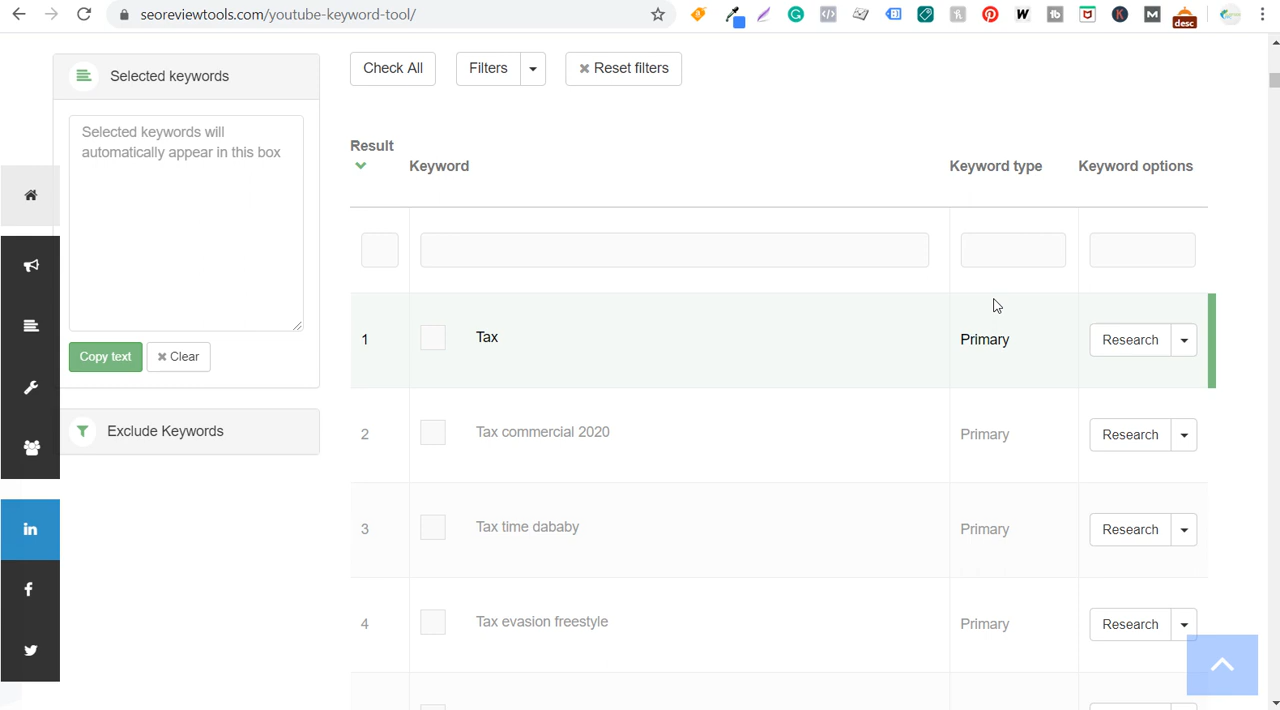 seoreviewtools.com/youtube-keyword-tool/
desc
Selected keywords
Selected keywords will
automatically appear in this box
Copy text
Clear
Exclude Keywords
Check All
Filters
Reset filters
Result
Keyword
Keyword type
Keyword options
1 Tax Primary Research
2 Tax commercial 2020 Primary Research
3 Tax time dababy Primary Research
4 Tax evasion freestyle Primary Research